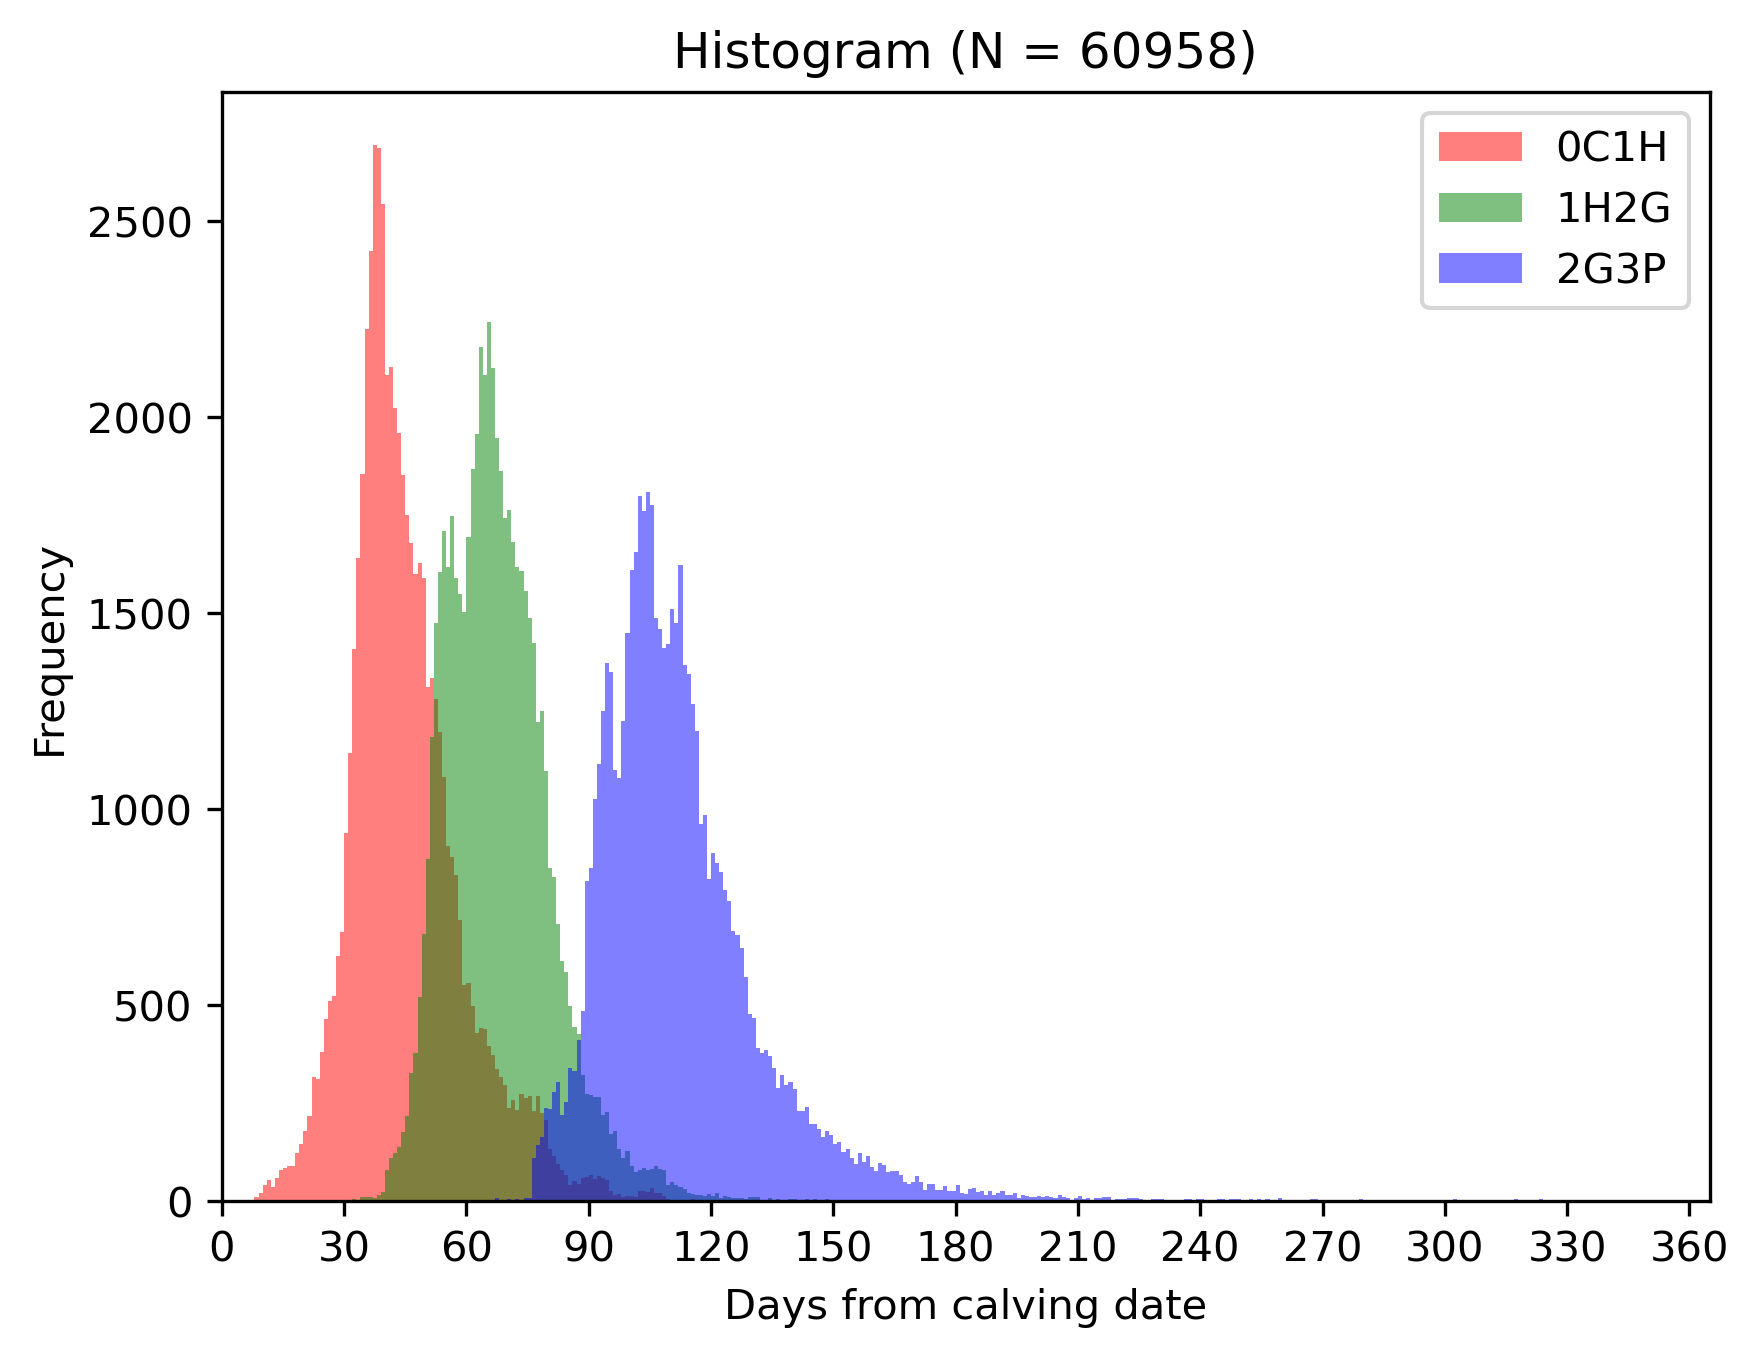 Histogram (N = 60958)
0C1H
1H2G
2G3P
2500
2000
1500
1000
500
0
Frequency
0 30 60 90 120 150 180 210 240 270 300 330 360
Days from calving date